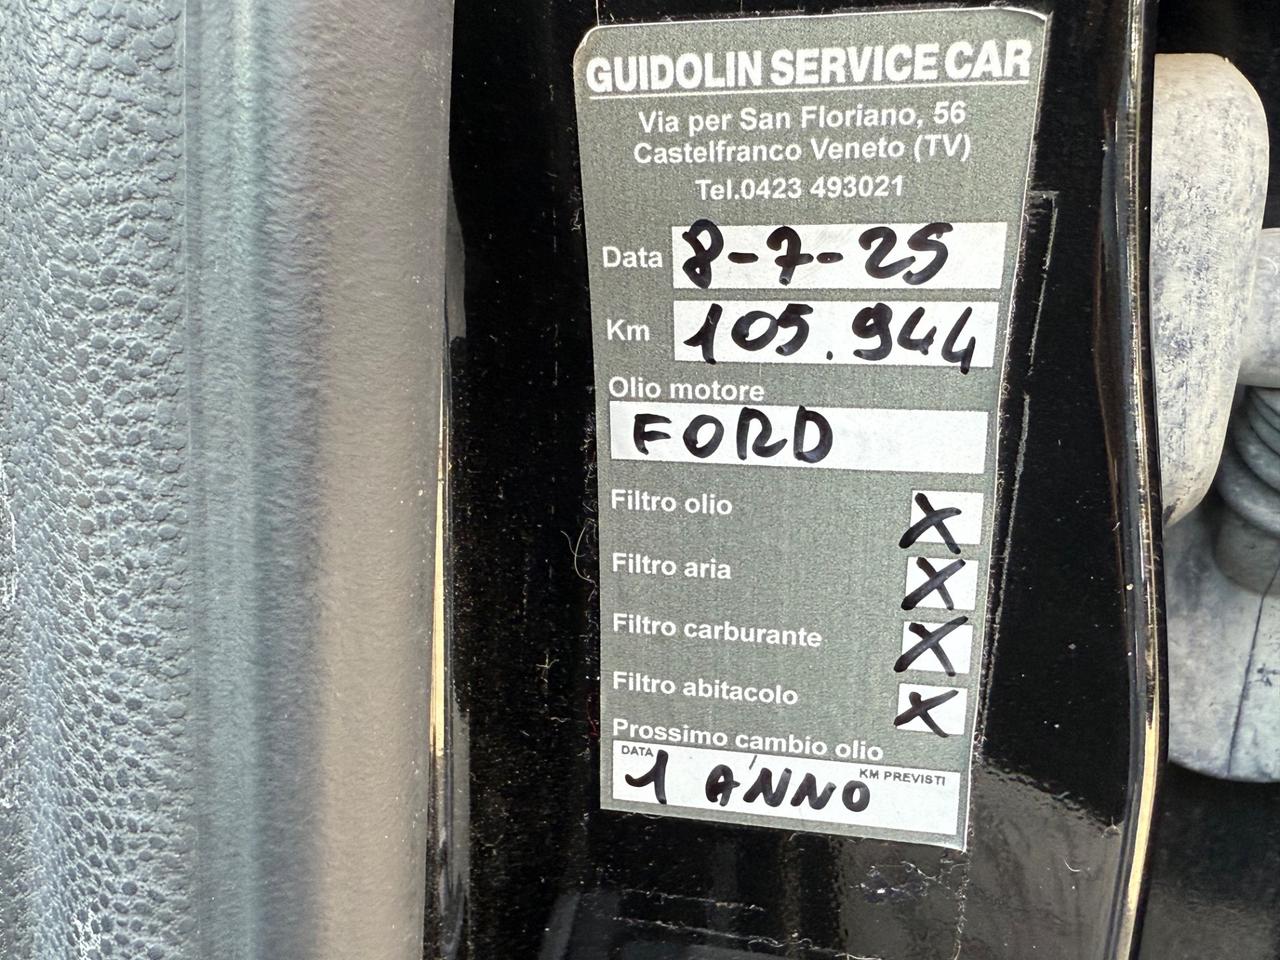 GUIDOLIN SERVICE CAR
Via per San Floriano, 56
Castelfranco Veneto (TV)
Tel.0423 493021
Data 8-7-25
Km 105.944
Olio motore
FORD
Filtro olio X
Filtro aria X
Filtro carburante X
Filtro abitacolo X
Prossimo cambio olio
DATA KM PREVISTI
1 ANNO